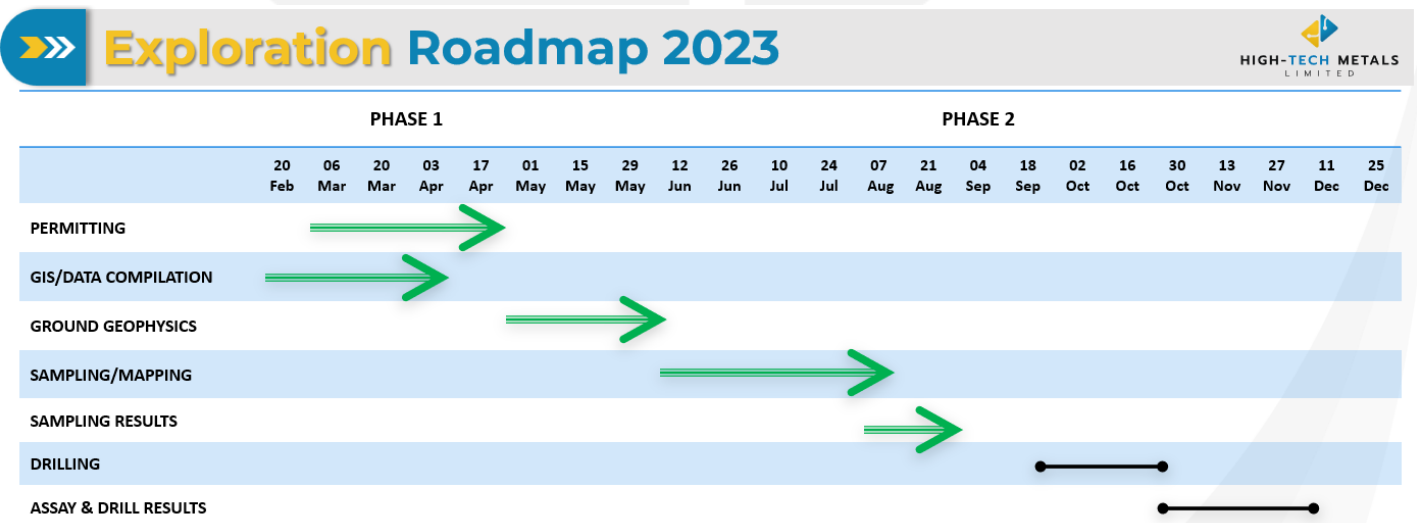 Exploration Roadmap 2023
HIGH-TECH METALS
LIMITED
PHASE 1 PHASE 2
20 06 20 03 17 01 15 29 12 26 10 24 07 21 04 18 02 16 30 13 27 11 25
Feb Mar Mar Apr Apr May May May Jun Jun Jul Jul Aug Aug Sep Sep Oct Oct Oct Nov Nov Dec Dec
PERMITTING
GIS/DATA COMPILATION
GROUND GEOPHYSICS
SAMPLING/MAPPING
SAMPLING RESULTS
DRILLING
ASSAY & DRILL RESULTS